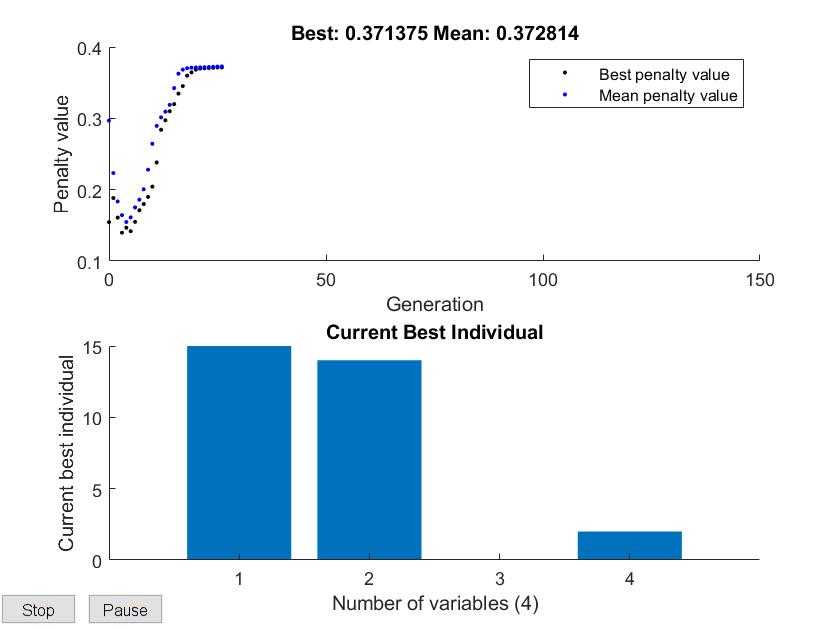 Best: 0.371375 Mean: 0.372814
0.4
0.3
0.2
0.1
Penalty value
Best penalty value
Mean penalty value
0 50 100 150
Generation
Current Best Individual
15
10
5
0
Current best individual
1 2 3 4
Number of variables (4)
Stop Pause